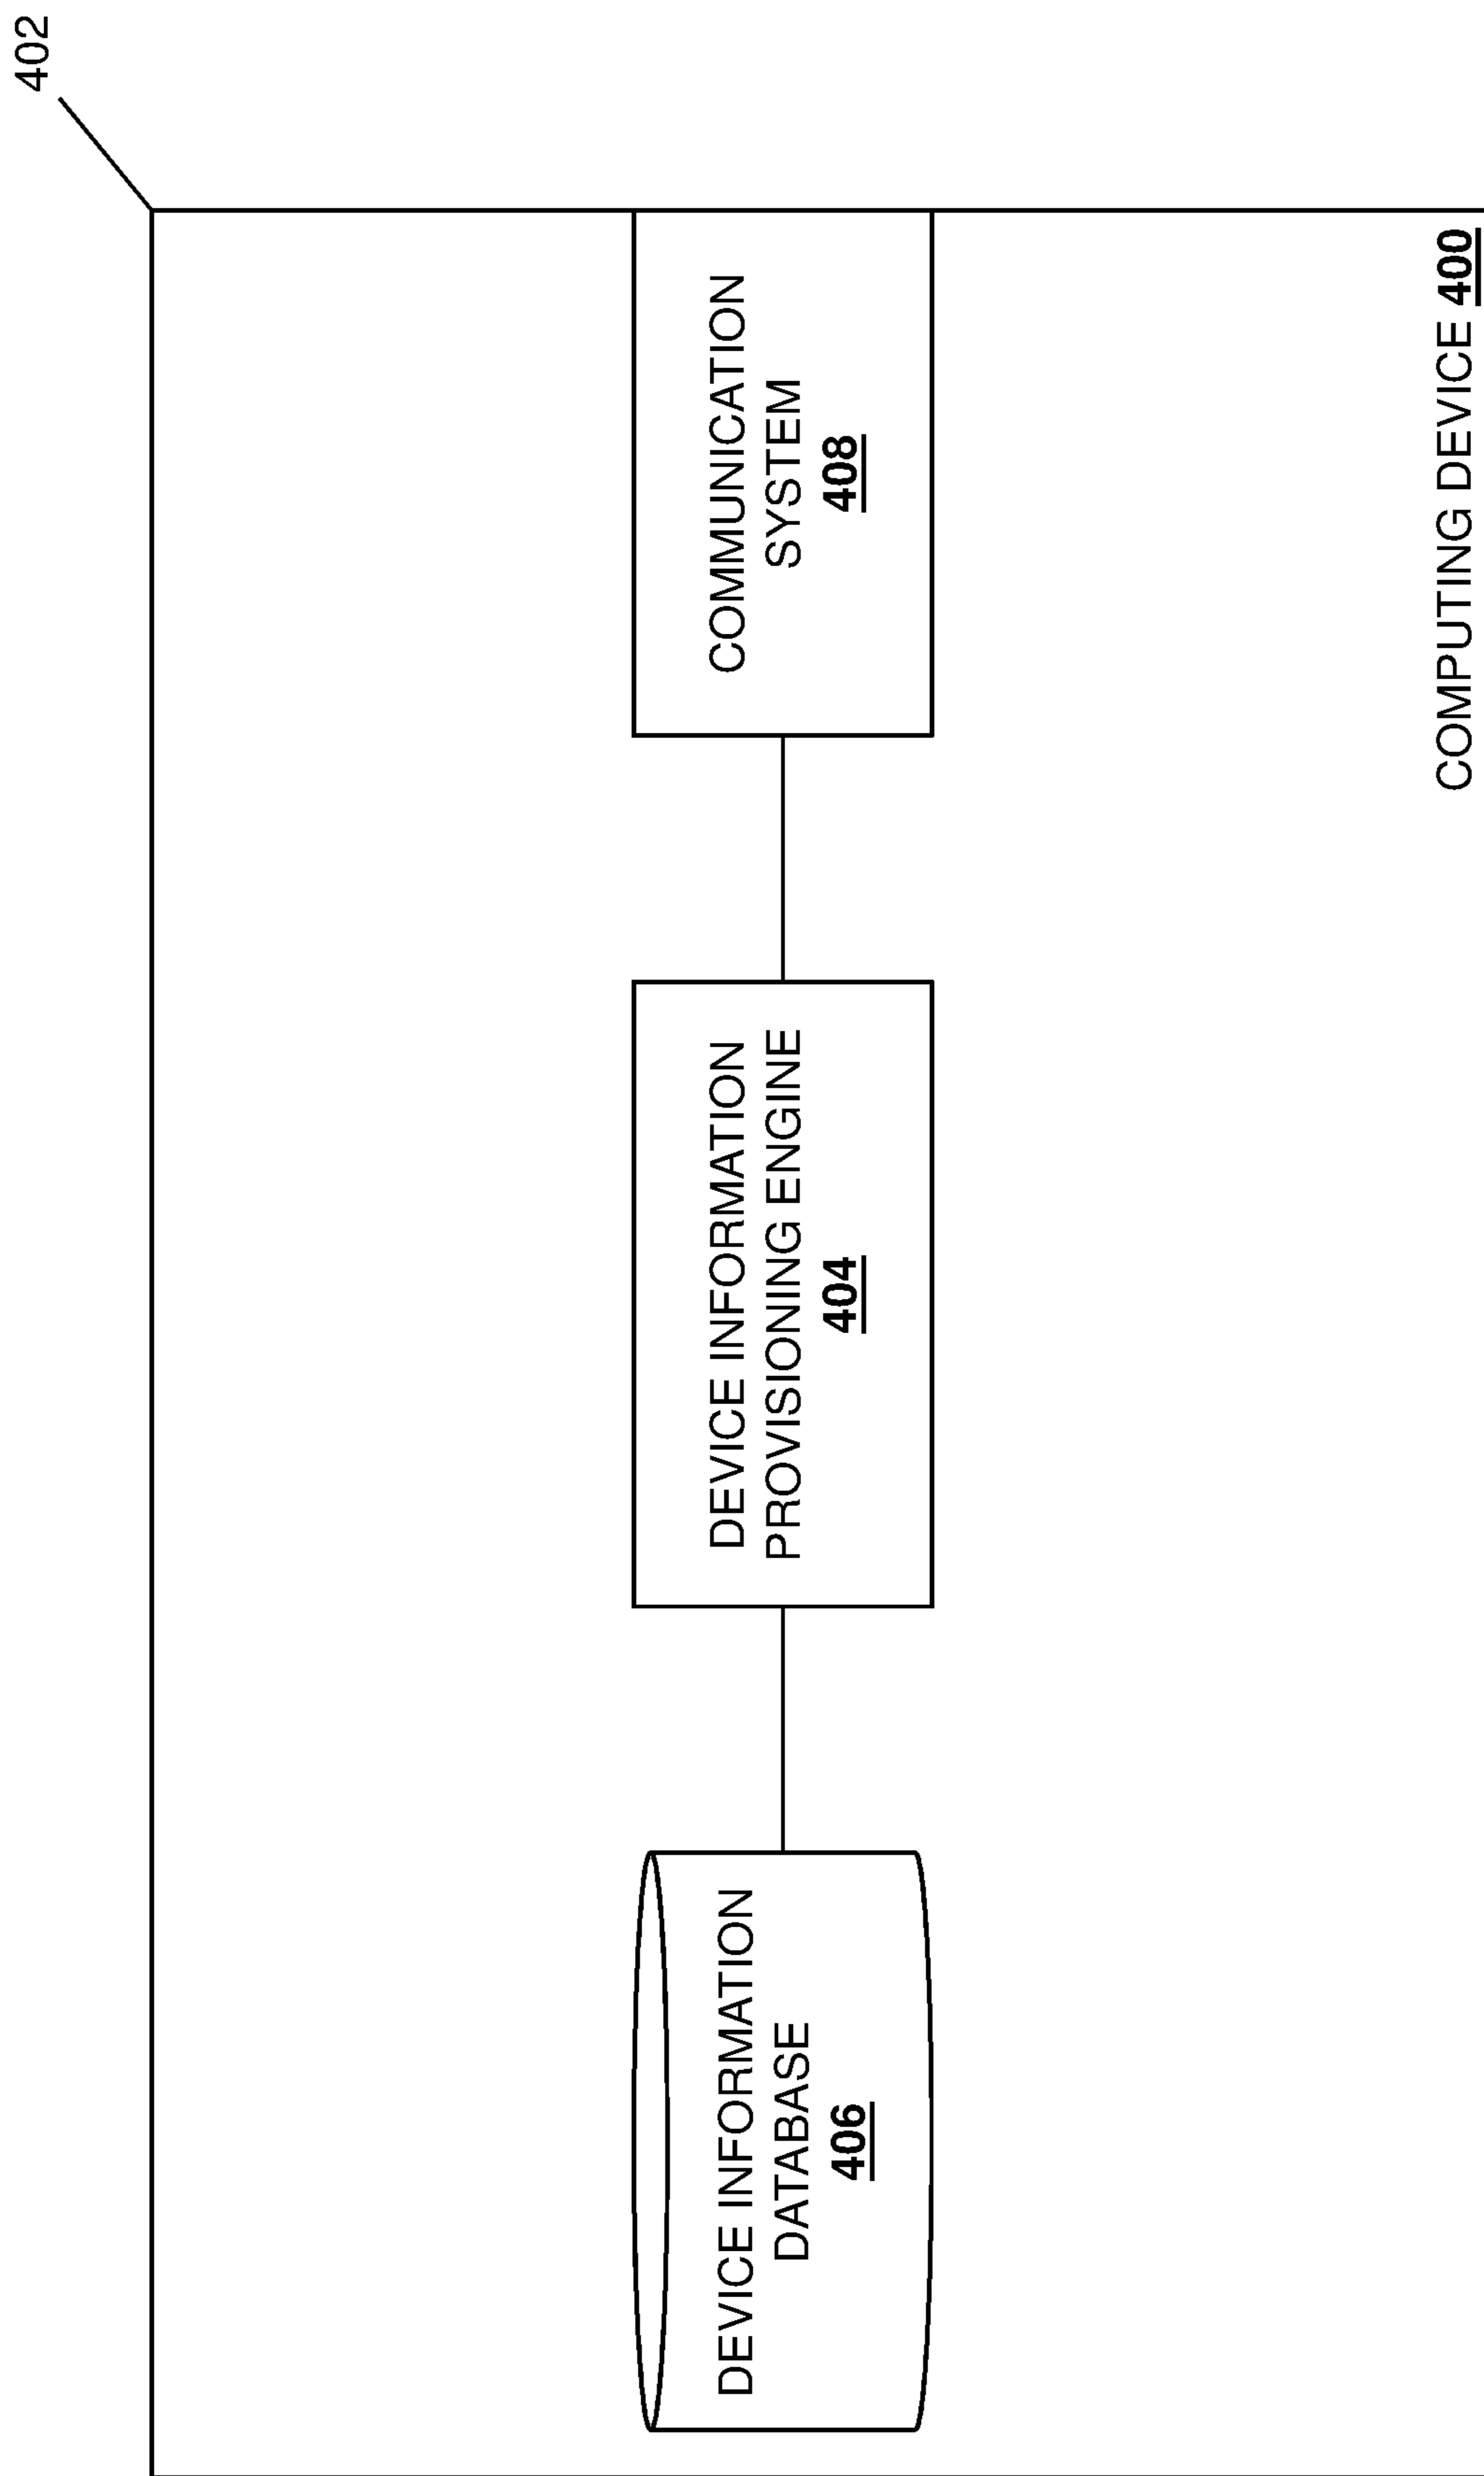 402
DEVICE INFORMATION
DATABASE
406
DEVICE INFORMATION
PROVISIONING ENGINE
404
COMMUNICATION
SYSTEM
408
COMPUTING DEVICE 400